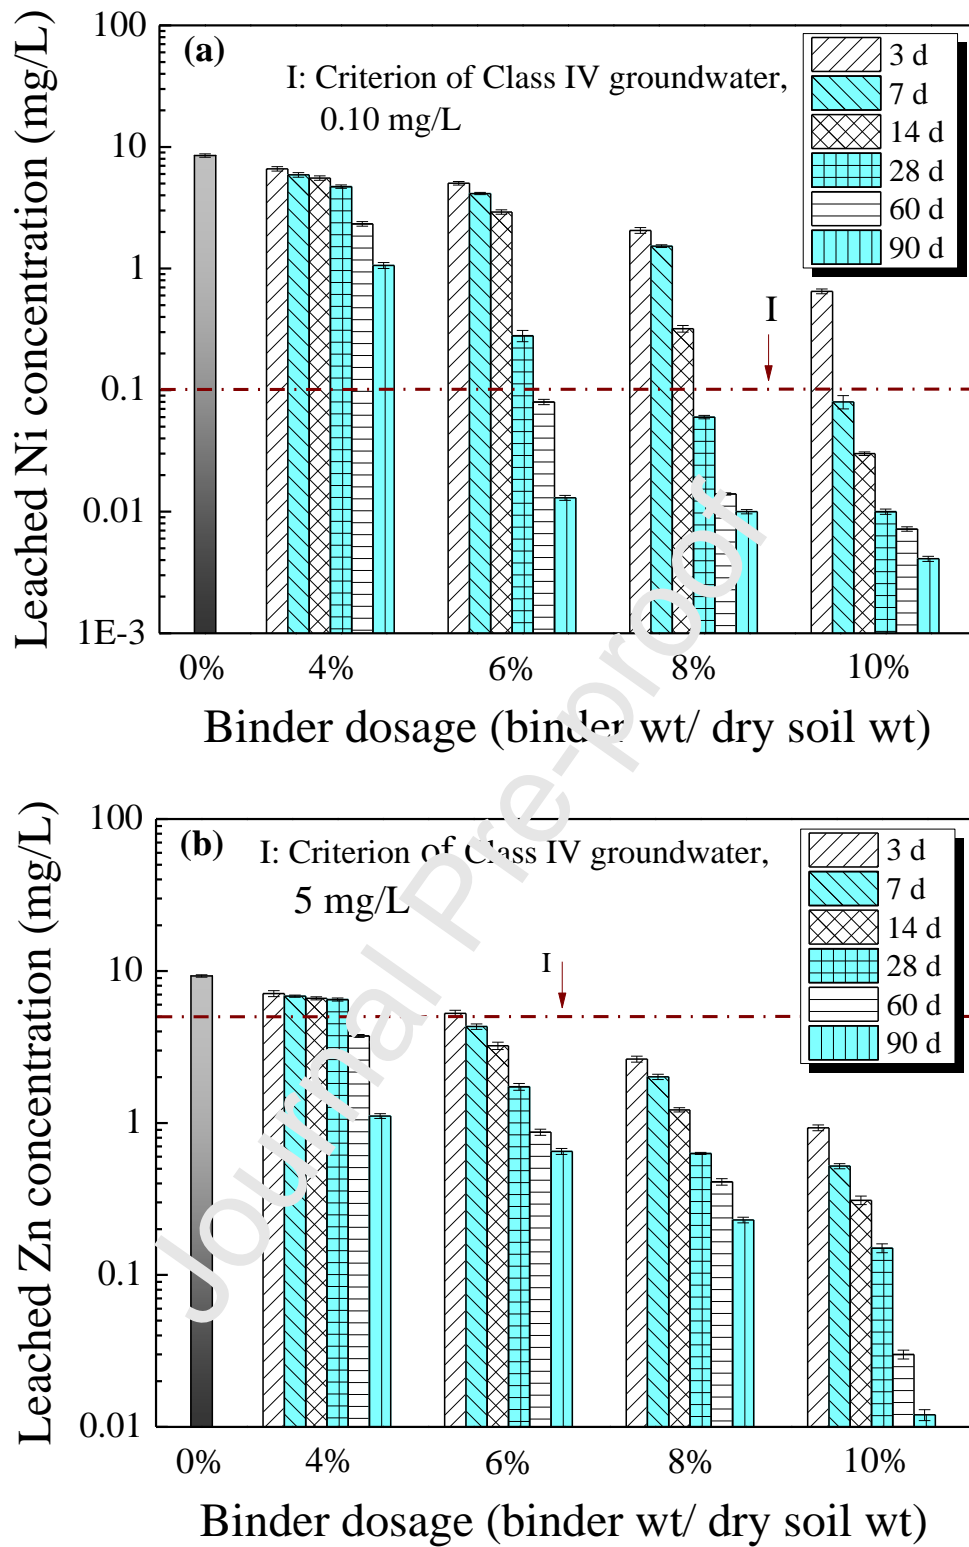 100
(a)
I: Criterion of Class IV groundwater,
0.10 mg/L
3 d
7 d
14 d
28 d
60 d
90 d
10
1
I
0.1
0.01
1E-3
Leached Ni concentration (mg/L)
0%
4%
6%
8%
10%
Binder dosage (binder wt/ dry soil wt)
100
(b)
I: Criterion of Class IV groundwater,
5 mg/L
3 d
7 d
14 d
28 d
60 d
90 d
10
I
1
0.1
0.01
Leached Zn concentration (mg/L)
0%
4%
6%
8%
10%
Binder dosage (binder wt/ dry soil wt)
Journal Pre-proof